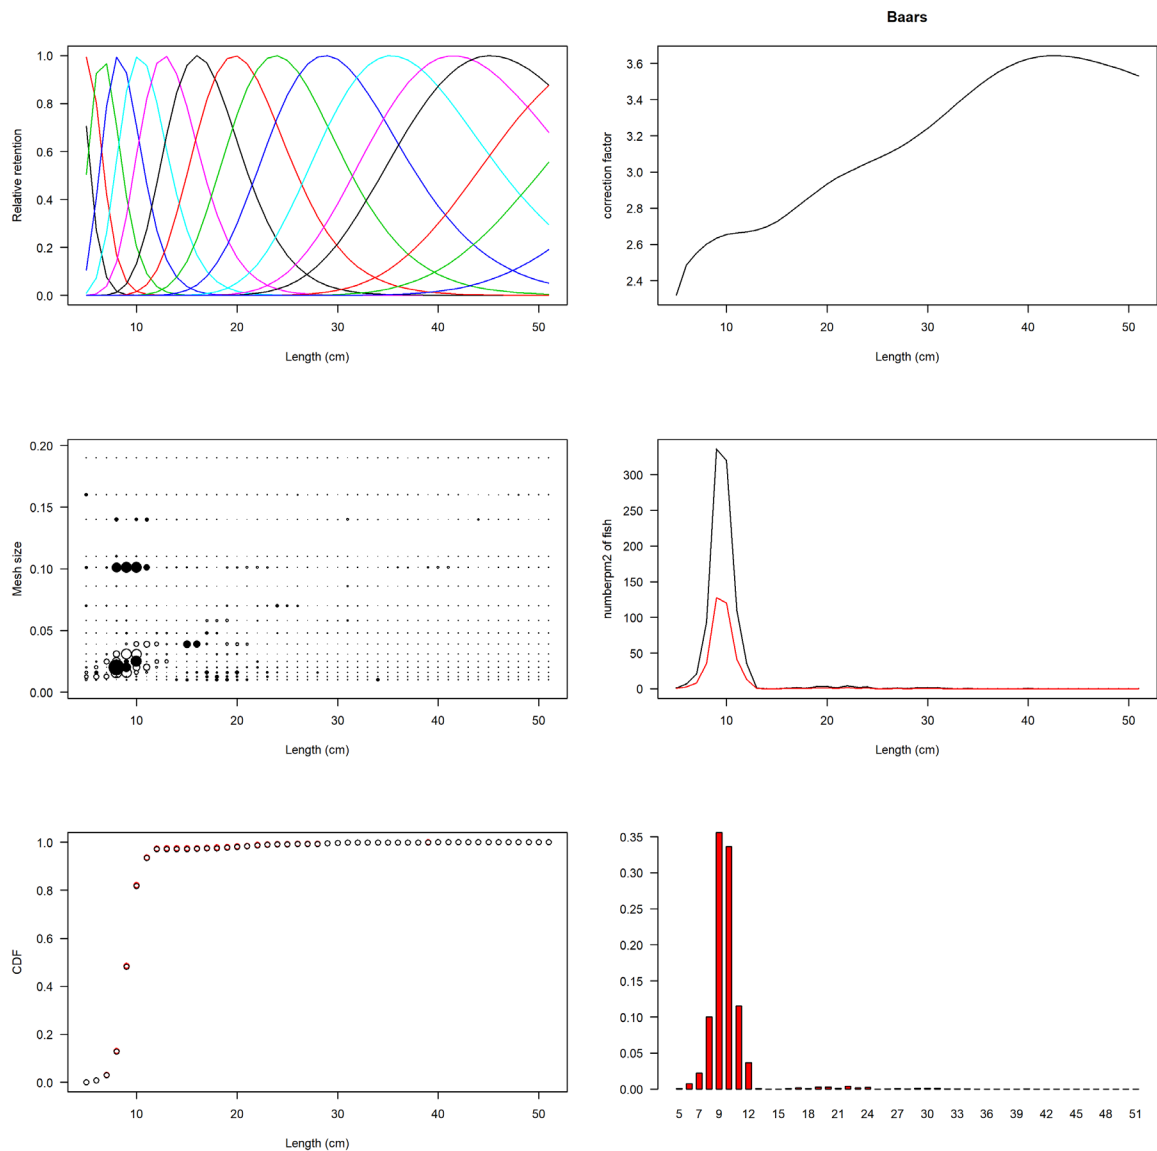 Baars
Relative retention
1.0
0.8
0.6
0.4
0.2
0.0
10 20 30 40 50
Length (cm)
correction factor
3.6
3.4
3.2
3.0
2.8
2.6
2.4
10 20 30 40 50
Length (cm)
Mesh size
0.20
0.15
0.10
0.05
0.00
10 20 30 40 50
Length (cm)
numberpm2 of fish
300
250
200
150
100
50
0
10 20 30 40 50
Length (cm)
CDF
1.0
0.8
0.6
0.4
0.2
0.0
10 20 30 40 50
Length (cm)
0.35
0.30
0.25
0.20
0.15
0.10
0.05
0.00
5 7 9 12 15 18 21 24 27 30 33 36 39 42 45 48 51